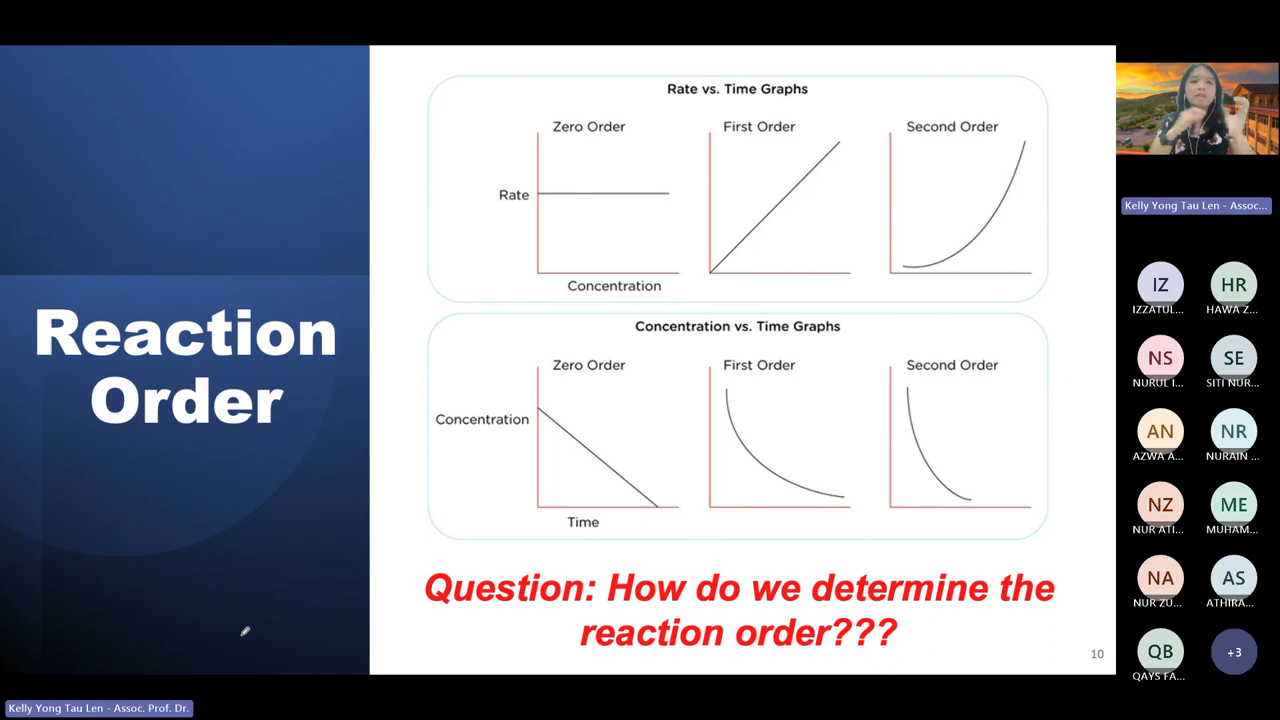 Reaction
Order
Rate vs. Time Graphs
Zero Order
First Order
Second Order
Rate
Concentration
Concentration vs. Time Graphs
Zero Order
First Order
Second Order
Concentration
Time
Question: How do we determine the
reaction order???
10
Kelly Yong Tau Len - Assoc. Prof. Dr.
Kelly Yong Tau Len - Assoc...
IZ
HR
IZZATUL...
HAWA Z...
NS
SE
NURUL I...
SITI NUR...
AN
NR
AZWA A...
NURAIN ...
NZ
ME
NUR ATI...
MUHAM...
NA
AS
NUR ZU...
ATHIRA...
QB
+3
QAYS FA...